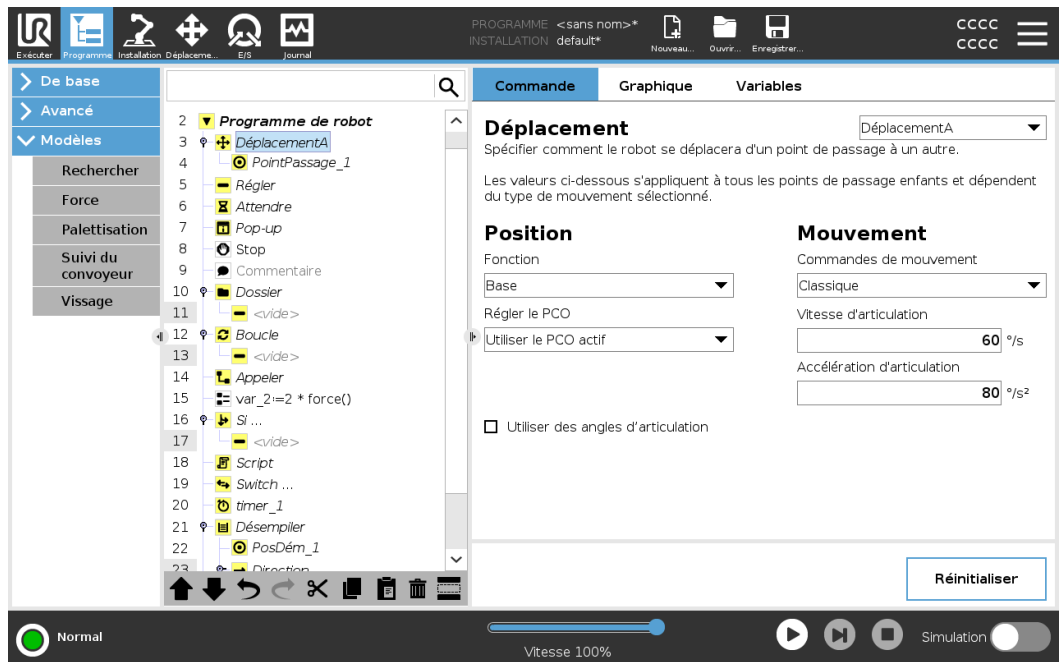 UR
PROGRAMME <sans nom>*
INSTALLATION default*
CCCC
CCCC
Exécuter Programme Installation Déplaceme... E/S Journal
Nouveau... Ouvrir... Enregistrer...
De base
Avancé
Modèles
Rechercher
Force
Palettisation
Suivi du
convoyeur
Vissage
2 Programme de robot
3 DéplacementA
4 PointPassage_1
5 Régler
6 Attendre
7 Pop-up
8 Stop
9 Commentaire
10 Dossier
11 <vide>
12 Boucle
13 <vide>
14 Appeler
15 var_2:=2 * force()
16 Si ...
17 <vide>
18 Script
19 Switch ...
20 timer_1
21 Désempiler
22 PosDém_1
23 Direction
Commande Graphique Variables
Déplacement
DéplacementA
Spécifier comment le robot se déplacera d'un point de passage à un autre.
Les valeurs ci-dessous s'appliquent à tous les points de passage enfants et dépendent
du type de mouvement sélectionné.
Position
Fonction
Base
Régler le PCO
Utiliser le PCO actif
Utiliser des angles d'articulation
Mouvement
Commandes de mouvement
Classique
Vitesse d'articulation
60 °/s
Accélération d'articulation
80 °/s²
Réinitialiser
Normal
Vitesse 100%
Simulation